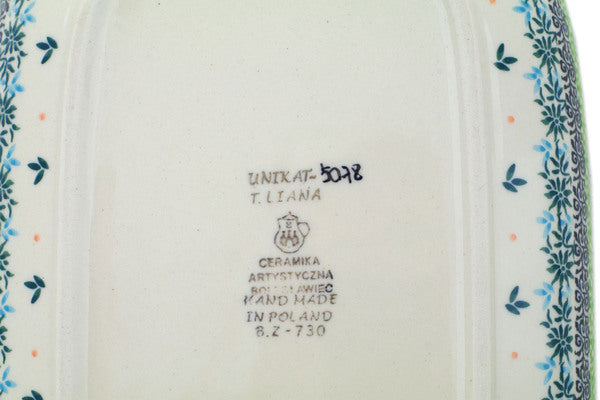 UNIKAT-5078
T. LIANA
CERAMIKA
ARTYSTYCZNA
BOLESŁAWIEC
HAND MADE
IN POLAND
B.Z-730